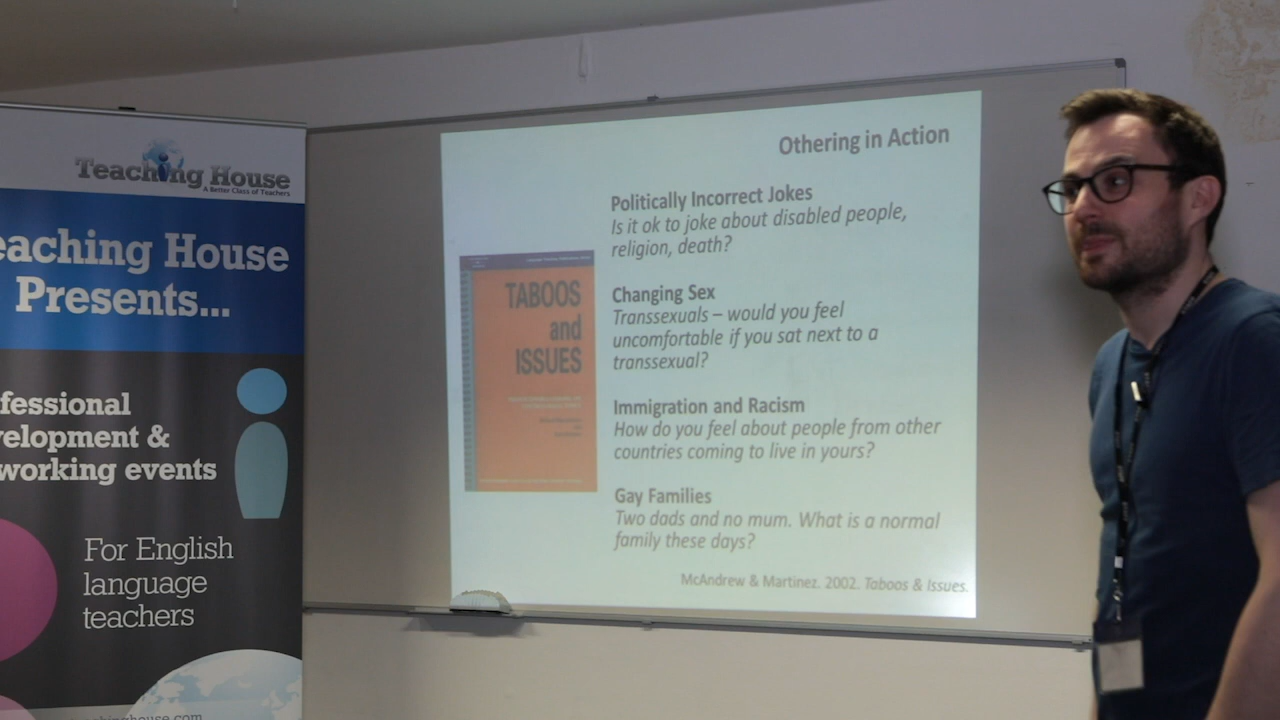 Teaching House
A Better Class of Teachers
eaching House
Presents...
fessional
velopment &
working events
For English
language
teachers
achinghouse.com
Othering in Action
Politically Incorrect Jokes
Is it ok to joke about disabled people,
religion, death?
TABOOS
and
ISSUES
Changing Sex
Transsexuals – would you feel
uncomfortable if you sat next to a
transsexual?
Immigration and Racism
How do you feel about people from other
countries coming to live in yours?
Gay Families
Two dads and no mum. What is a normal
family these days?
McAndrew & Martinez. 2002. Taboos & Issues.